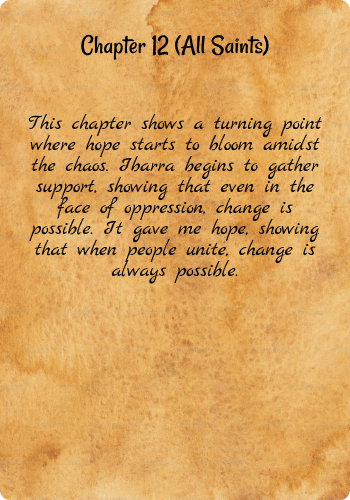 Chapter 12 (All Saints)
This chapter shows a turning point
where hope starts to bloom amidst
the chaos. Ibarra begins to gather
support, showing that even in the
face of oppression, change is
possible. It gave me hope, showing
that when people unite, change is
always possible.